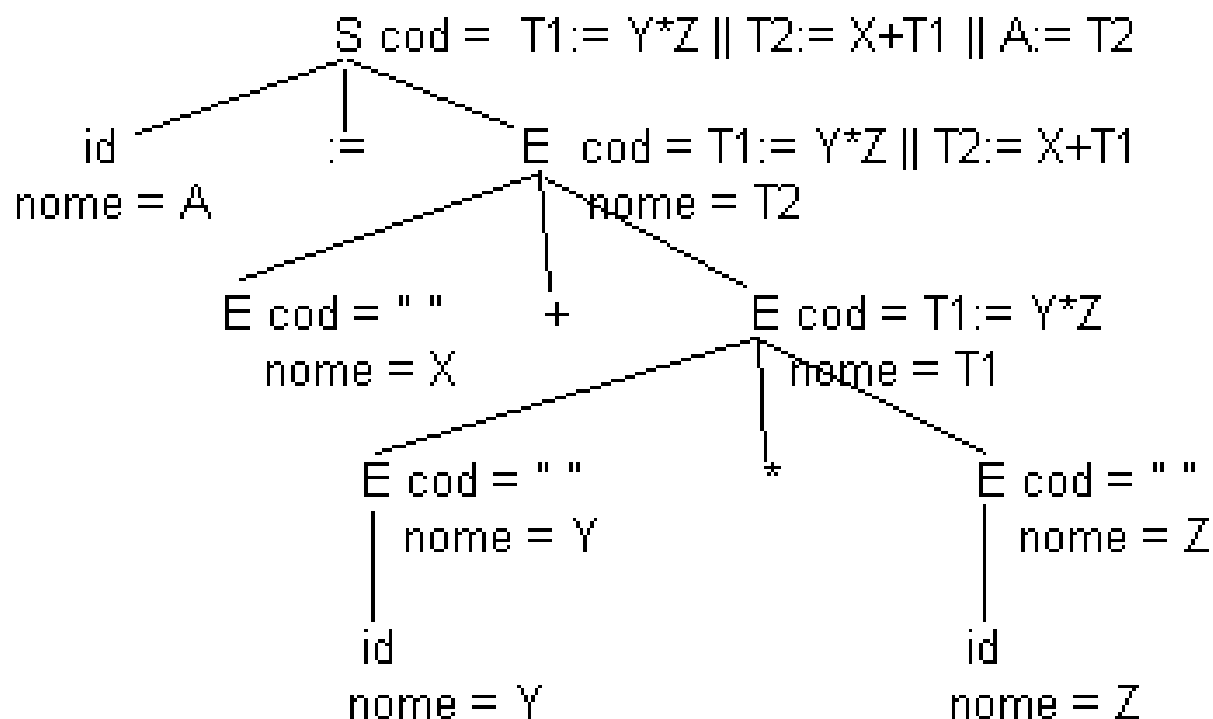 S cod = T1:= Y*Z || T2:= X+T1 || A:= T2
id := E cod = T1:= Y*Z || T2:= X+T1
nome = A nome = T2
E cod = " " + E cod = T1:= Y*Z
nome = X nome = T1
E cod = " " * E cod = " "
nome = Y nome = Z
id id
nome = Y nome = Z